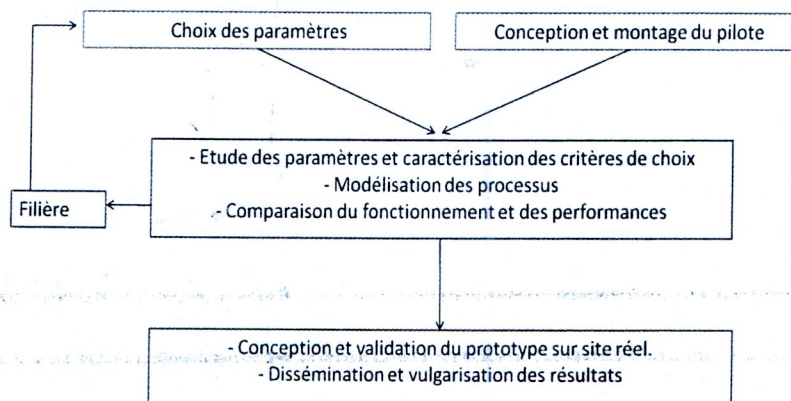 Choix des paramètres
Conception et montage du pilote
- Etude des paramètres et caractérisation des critères de choix
- Modélisation des processus
- Comparaison du fonctionnement et des performances
Filière
- Conception et validation du prototype sur site réel.
- Dissémination et vulgarisation des résultats